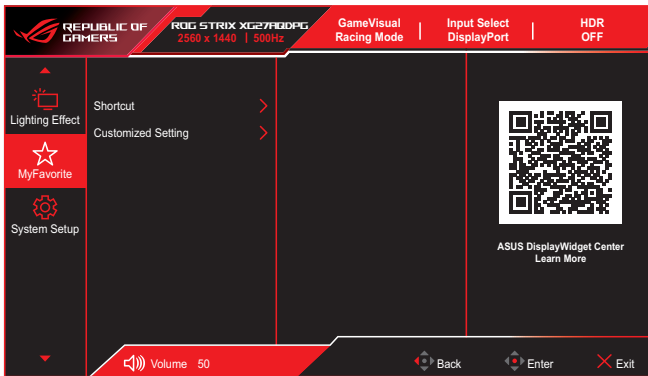 REPUBLIC OF
GAMERS
ROG STRIX XG27AQDPG
2560 x 1440 | 500Hz
GameVisual
Racing Mode
Input Select
DisplayPort
HDR
OFF
Lighting Effect
MyFavorite
System Setup
Shortcut
Customized Setting
ASUS DisplayWidget Center
Learn More
Volume 50
Back
Enter
Exit